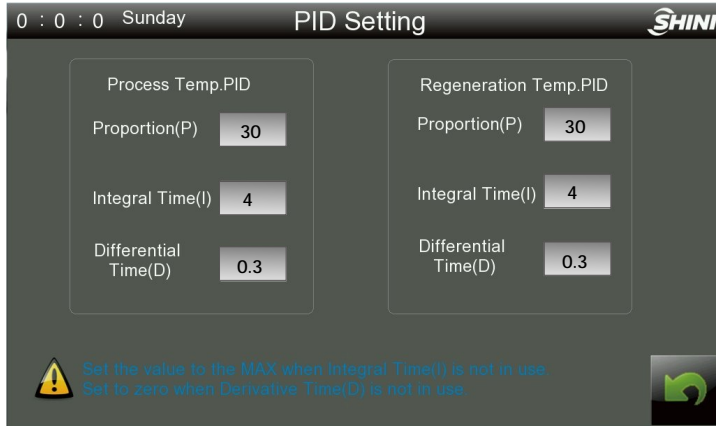 0 : 0 : 0 Sunday PID Setting SHINI
Process Temp.PID
Proportion(P) 30
Integral Time(I) 4
Differential
Time(D) 0.3
Regeneration Temp.PID
Proportion(P) 30
Integral Time(I) 4
Differential
Time(D) 0.3
Set the value to the MAX when Integral Time(I) is not in use.
Set to zero when Derivative Time(D) is not in use.